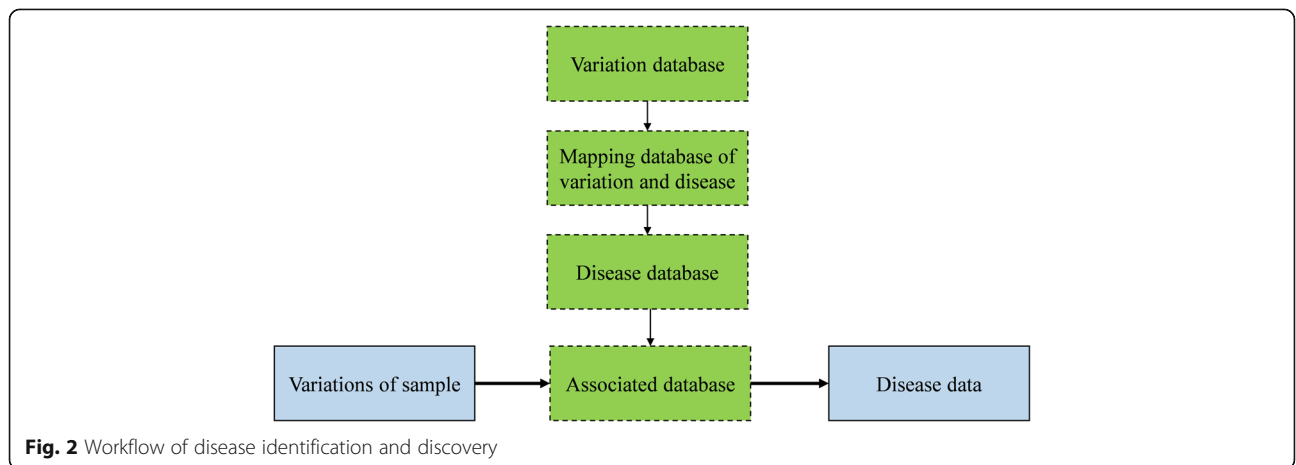 Variation database
Mapping database of
variation and disease
Disease database
Variations of sample
Associated database
Disease data
Fig. 2 Workflow of disease identification and discovery